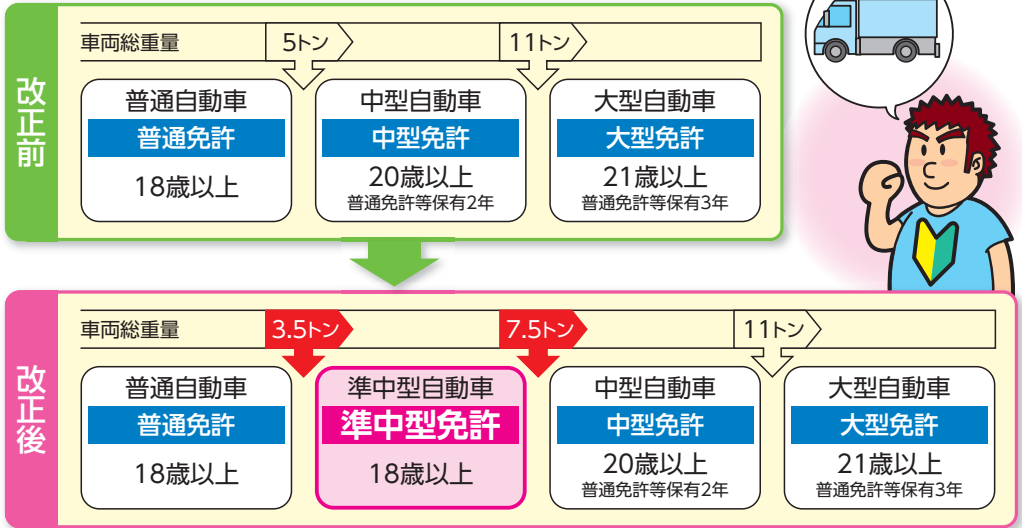 改正前
車両総重量 5トン 11トン
普通自動車
普通免許
18歳以上
中型自動車
中型免許
20歳以上
普通免許等保有2年
大型自動車
大型免許
21歳以上
普通免許等保有3年
改正後
車両総重量 3.5トン 7.5トン 11トン
普通自動車
普通免許
18歳以上
準中型自動車
準中型免許
18歳以上
中型自動車
中型免許
20歳以上
普通免許等保有2年
大型自動車
大型免許
21歳以上
普通免許等保有3年